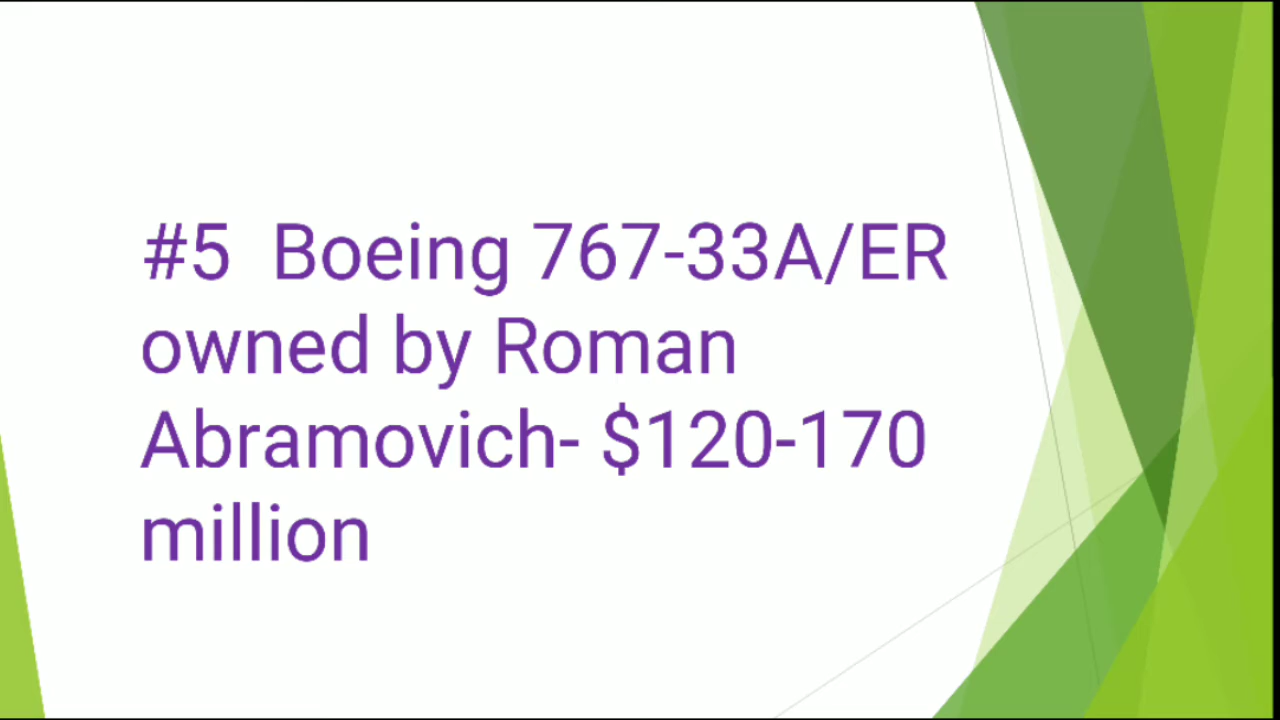 #5  Boeing 767-33A/ER
owned by Roman
Abramovich- $120-170
million